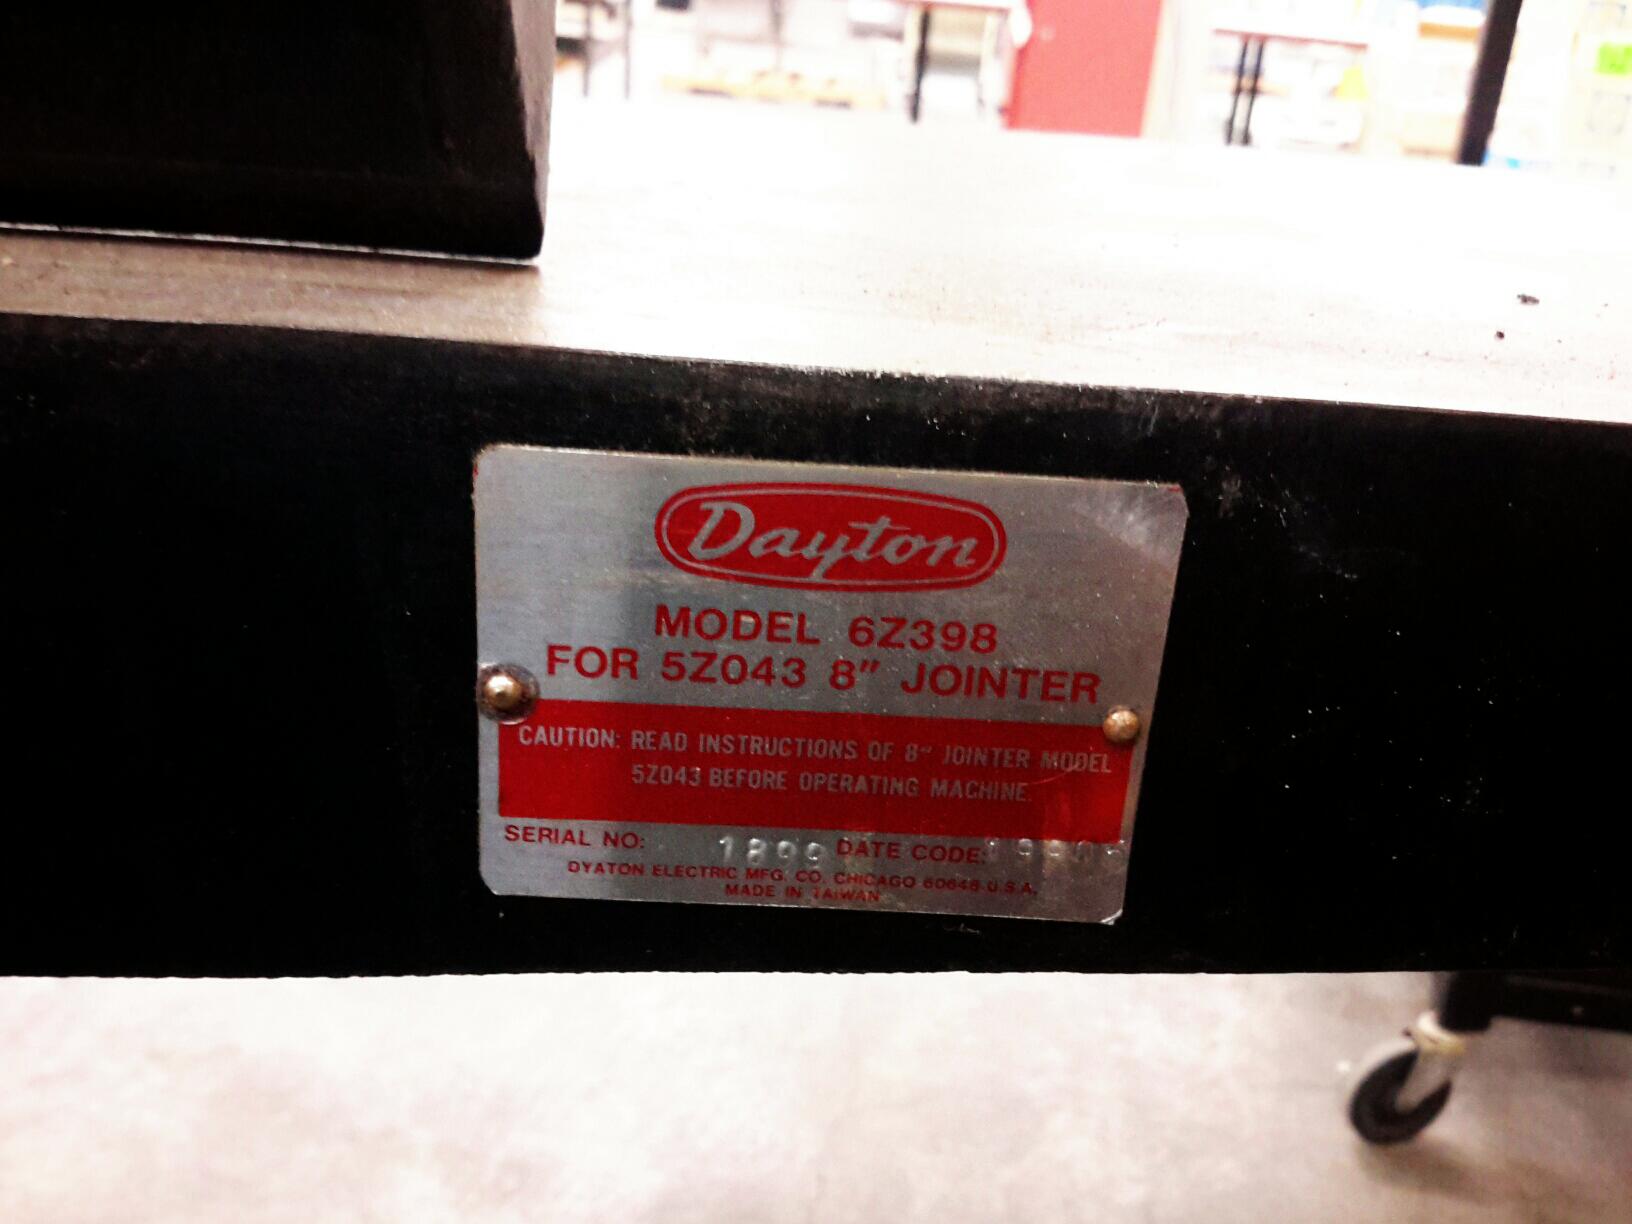 Dayton
MODEL 6Z398
FOR 5Z043 8" JOINTER
CAUTION: READ INSTRUCTIONS OF 8" JOINTER MODEL
5Z043 BEFORE OPERATING MACHINE.
SERIAL NO: 1899 DATE CODE:
DYATON ELECTRIC MFG. CO. CHICAGO 60648 U.S.A.
MADE IN TAIWAN